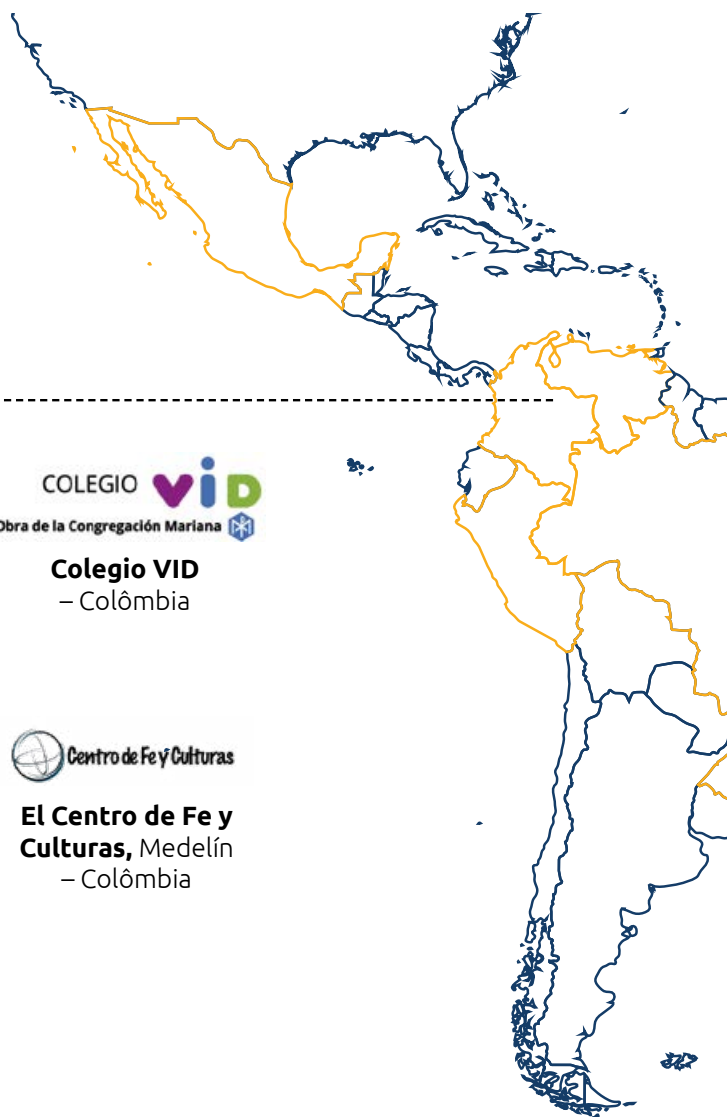 COLEGIO VID
Obra de la Congregación Mariana
Colegio VID
– Colômbia
Centro de Fe y Culturas
El Centro de Fe y
Culturas, Medelín
– Colômbia